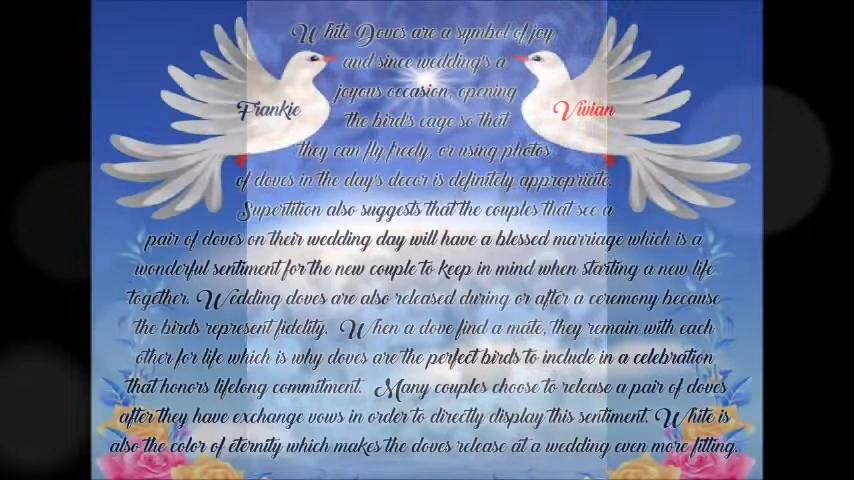 White Doves are a symbol of joy
and since wedding's a
joyous occasion, opening
Frankie
Vivian
the bird's cage so that
they can fly freely, or using photos
of doves in the day's decor is definitely appropriate.
Supertition also suggests that the couples that see a
pair of doves on their wedding day will have a blessed marriage which is a
wonderful sentiment for the new couple to keep in mind when starting a new life
together. Wedding doves are also released during or after a ceremony because
the birds represent fidelity. When a dove find a mate, they remain with each
other for life which is why doves are the perfect birds to include in a celebration
that honors lifelong commitment. Many couples choose to release a pair of doves
after they have exchange vows in order to directly display this sentiment. White is
also the color of eternity which makes the doves release at a wedding even more fitting.